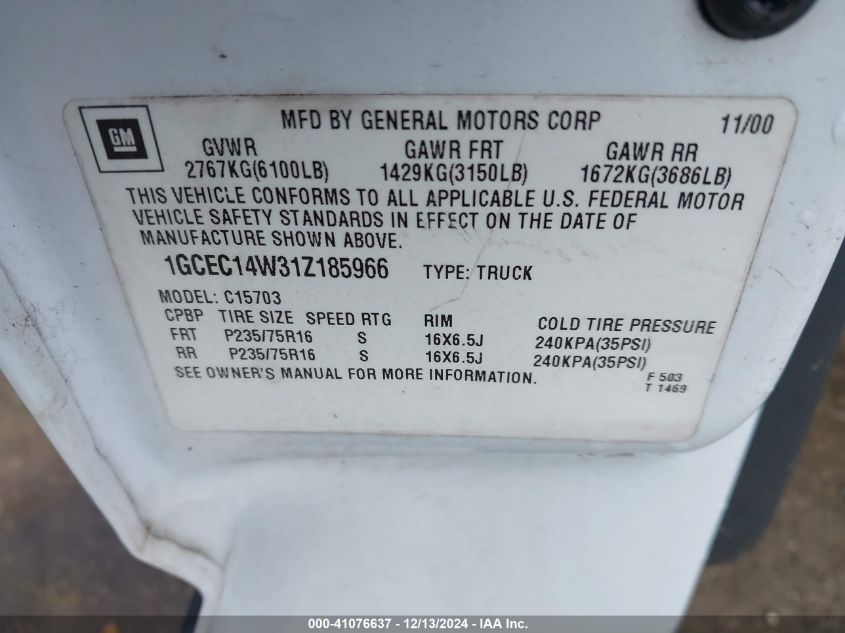 GM
MFD BY GENERAL MOTORS CORP 11/00
GVWR GAWR FRT GAWR RR
2767KG(6100LB) 1429KG(3150LB) 1672KG(3686LB)
THIS VEHICLE CONFORMS TO ALL APPLICABLE U.S. FEDERAL MOTOR
VEHICLE SAFETY STANDARDS IN EFFECT ON THE DATE OF
MANUFACTURE SHOWN ABOVE.
1GCEC14W31Z185966 TYPE: TRUCK
MODEL: C15703
CPBP TIRE SIZE SPEED RTG RIM COLD TIRE PRESSURE
FRT P235/75R16 S 16X6.5J 240KPA(35PSI)
RR P235/75R16 S 16X6.5J 240KPA(35PSI)
SEE OWNER'S MANUAL FOR MORE INFORMATION.
F 503
T 1469
000-41076637 - 12/13/2024 - IAA Inc.